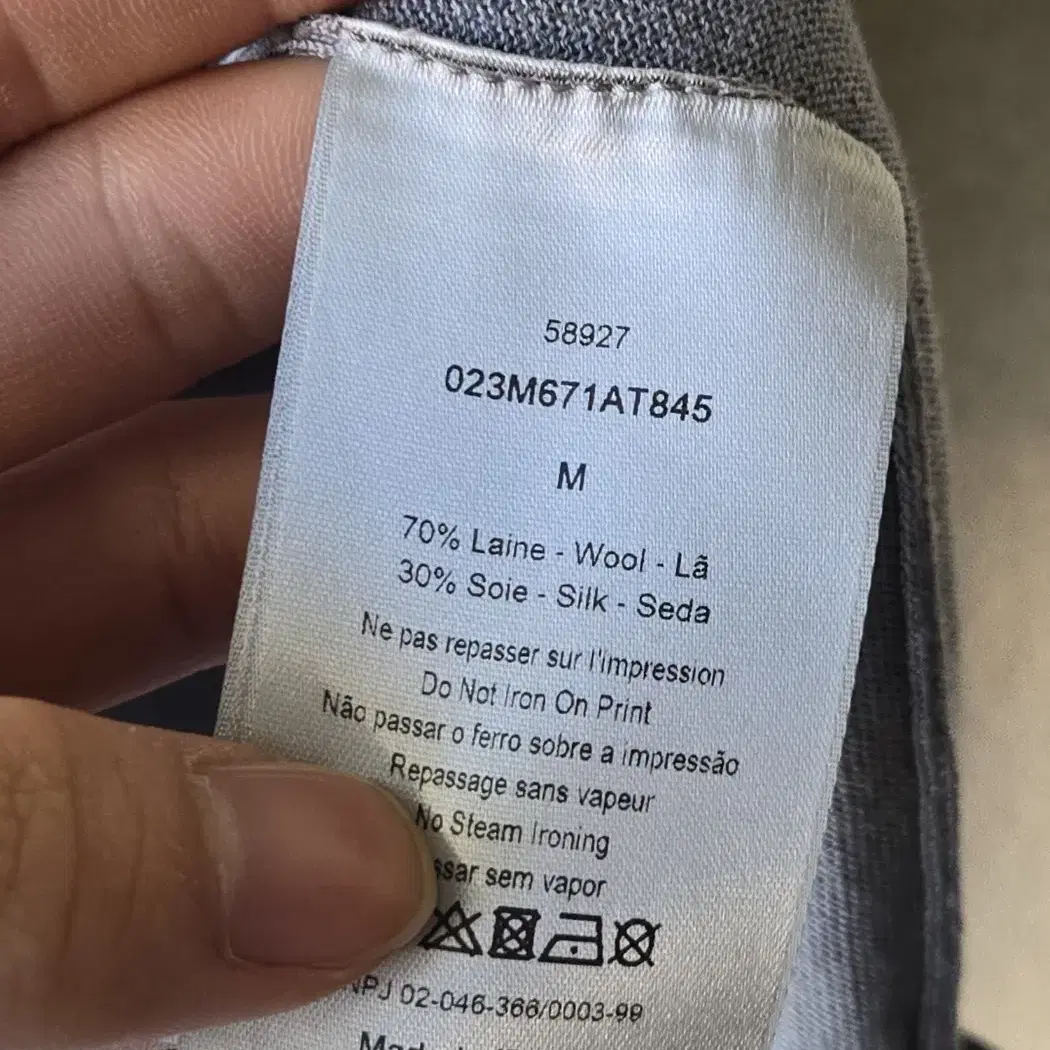 58927
023M671AT845
M
70% Laine - Wool - Lã
30% Soie - Silk - Seda
Ne pas repasser sur l'impression
Do Not Iron On Print
Não passar o ferro sobre a impressão
Repassage sans vapeur
No Steam Ironing
sem vapor
02-046-366/0003-99